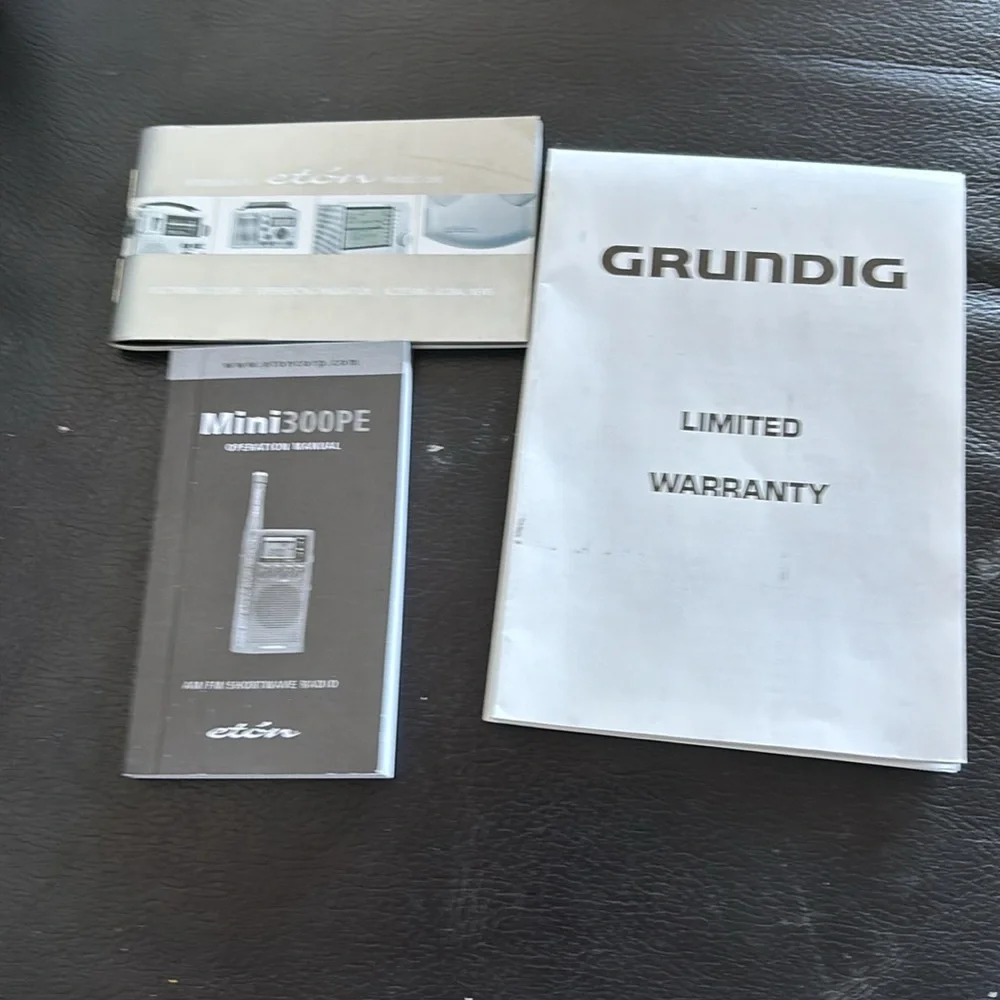 etón
www.etoncorp.com
Mini300PE
OPERATION MANUAL
AM/FM SHORTWAVE RADIO
etón
GRUNDIG
LIMITED
WARRANTY